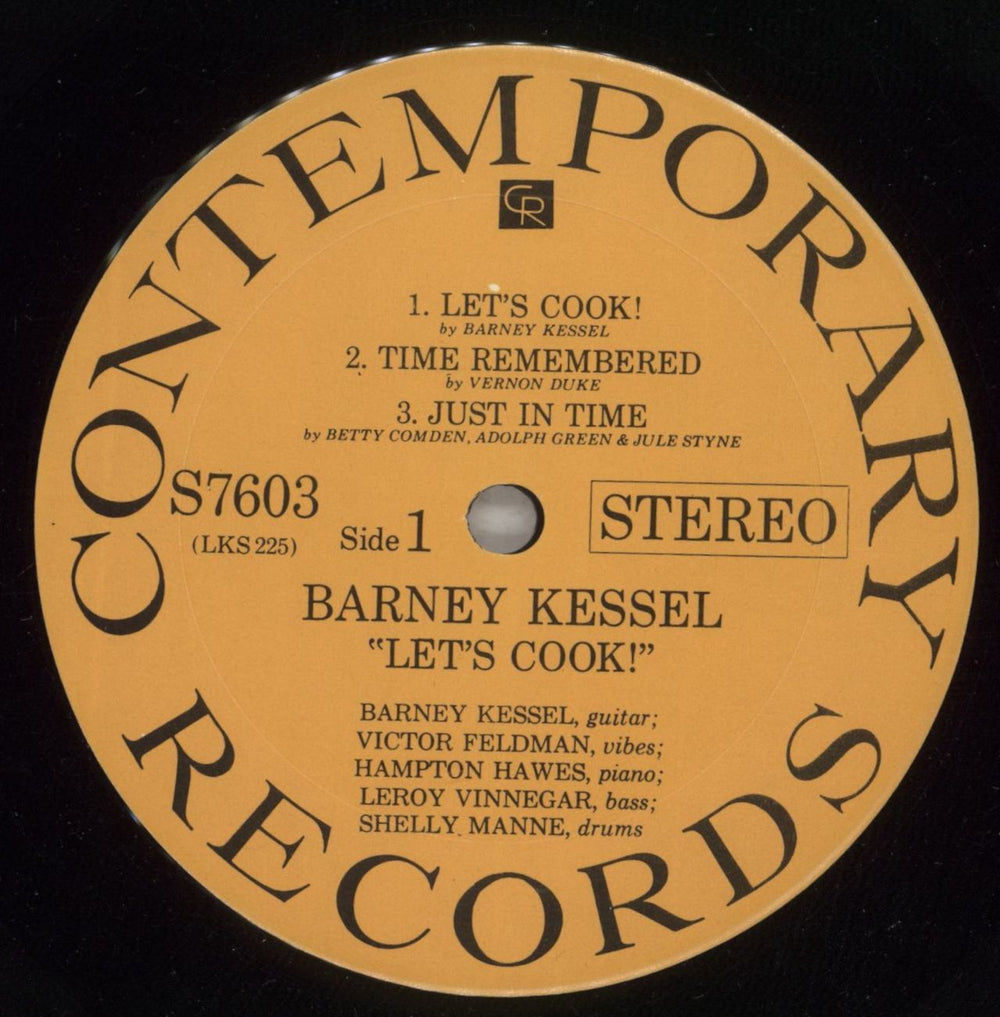 CONTEMPORARY
CR
1. LET'S COOK!
by BARNEY KESSEL
2. TIME REMEMBERED
by VERNON DUKE
3. JUST IN TIME
by BETTY COMDEN, ADOLPH GREEN & JULE STYNE
S7603
(LKS 225)
Side 1
STEREO
BARNEY KESSEL
"LET'S COOK!"
BARNEY KESSEL, guitar;
VICTOR FELDMAN, vibes;
HAMPTON HAWES, piano;
LEROY VINNEGAR, bass;
SHELLY MANNE, drums
RECORDS